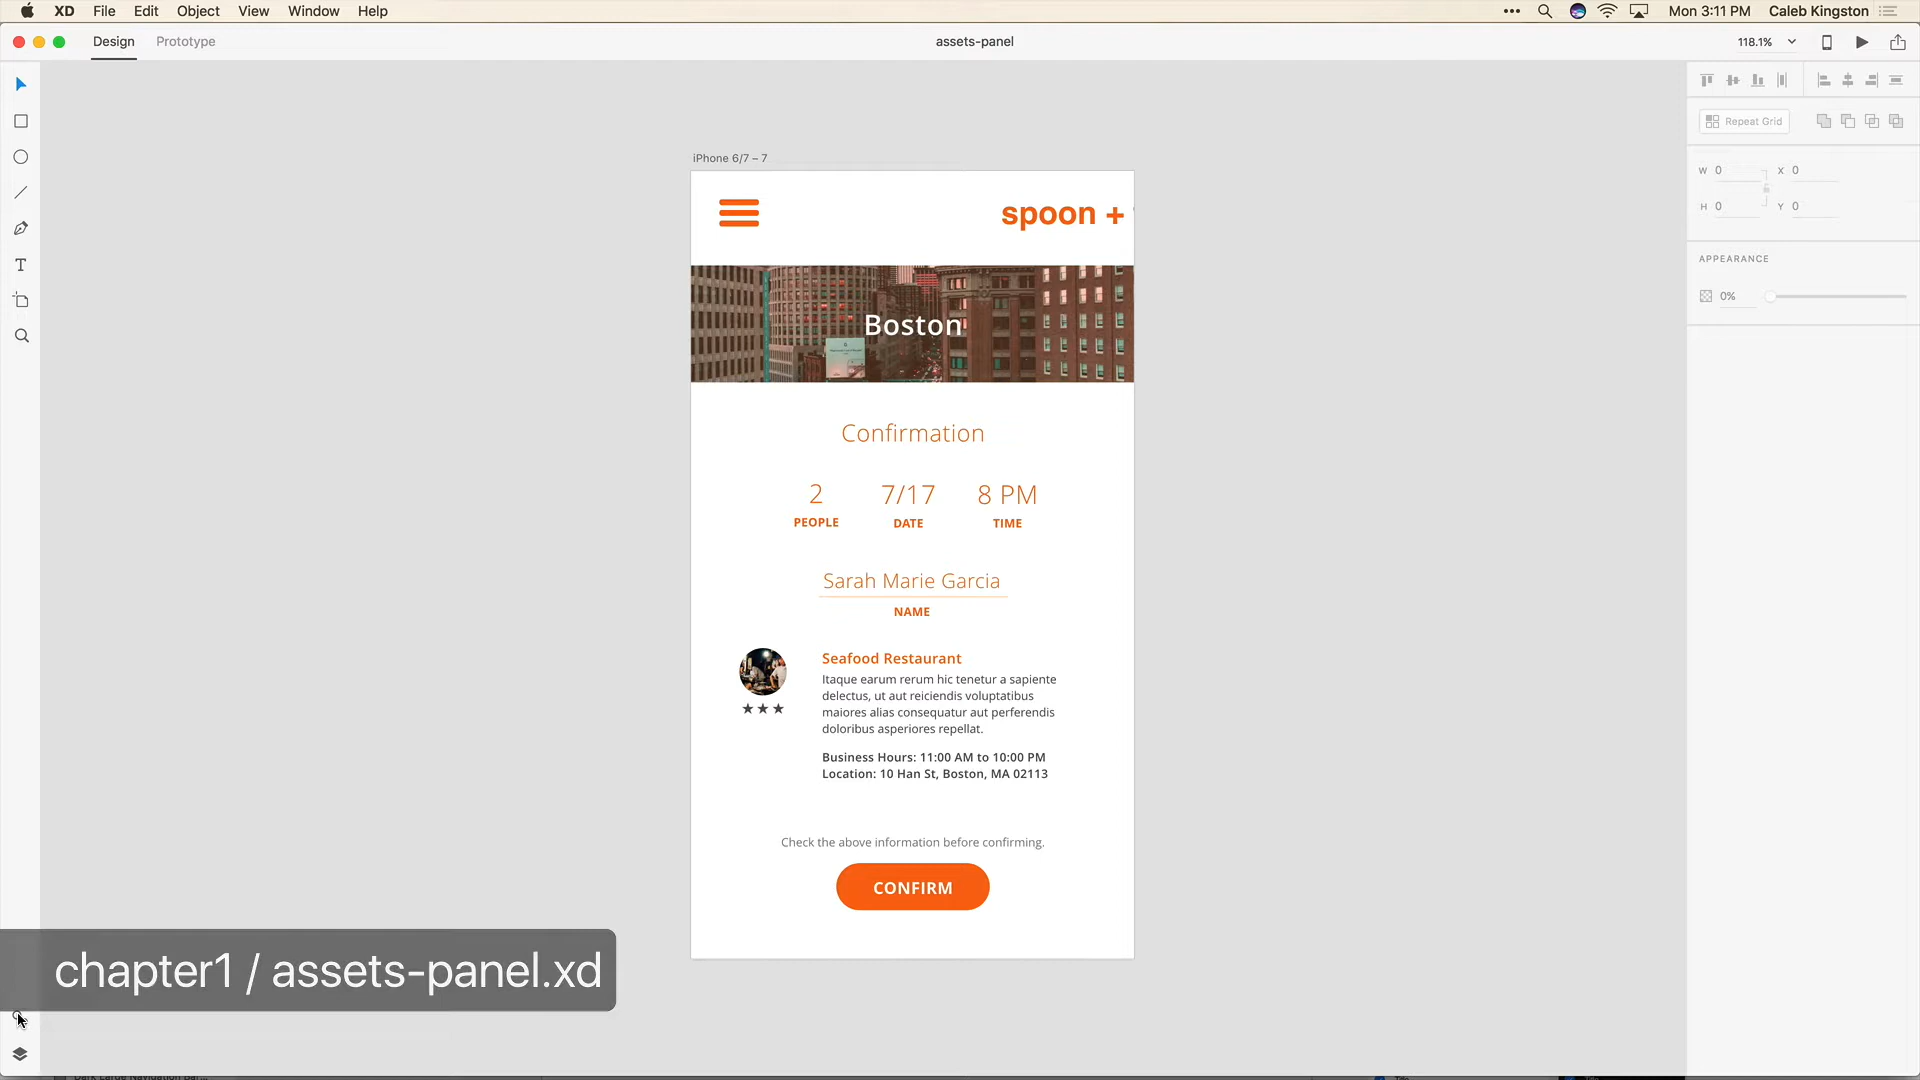 XD File Edit Object View Window Help
Mon 3:11 PM Caleb Kingston
Design Prototype
assets-panel
118.1%
Repeat Grid
W 0 X 0
H 0 Y 0
APPEARANCE
0%
iPhone 6/7 – 7
spoon +
Boston
Confirmation
2 7/17 8 PM
PEOPLE DATE TIME
Sarah Marie Garcia
NAME
Seafood Restaurant
Itaque earum rerum hic tenetur a sapiente
delectus, ut aut reiciendis voluptatibus
maiores alias consequatur aut perferendis
doloribus asperiores repellat.
Business Hours: 11:00 AM to 10:00 PM
Location: 10 Han St, Boston, MA 02113
Check the above information before confirming.
CONFIRM
chapter1 / assets-panel.xd